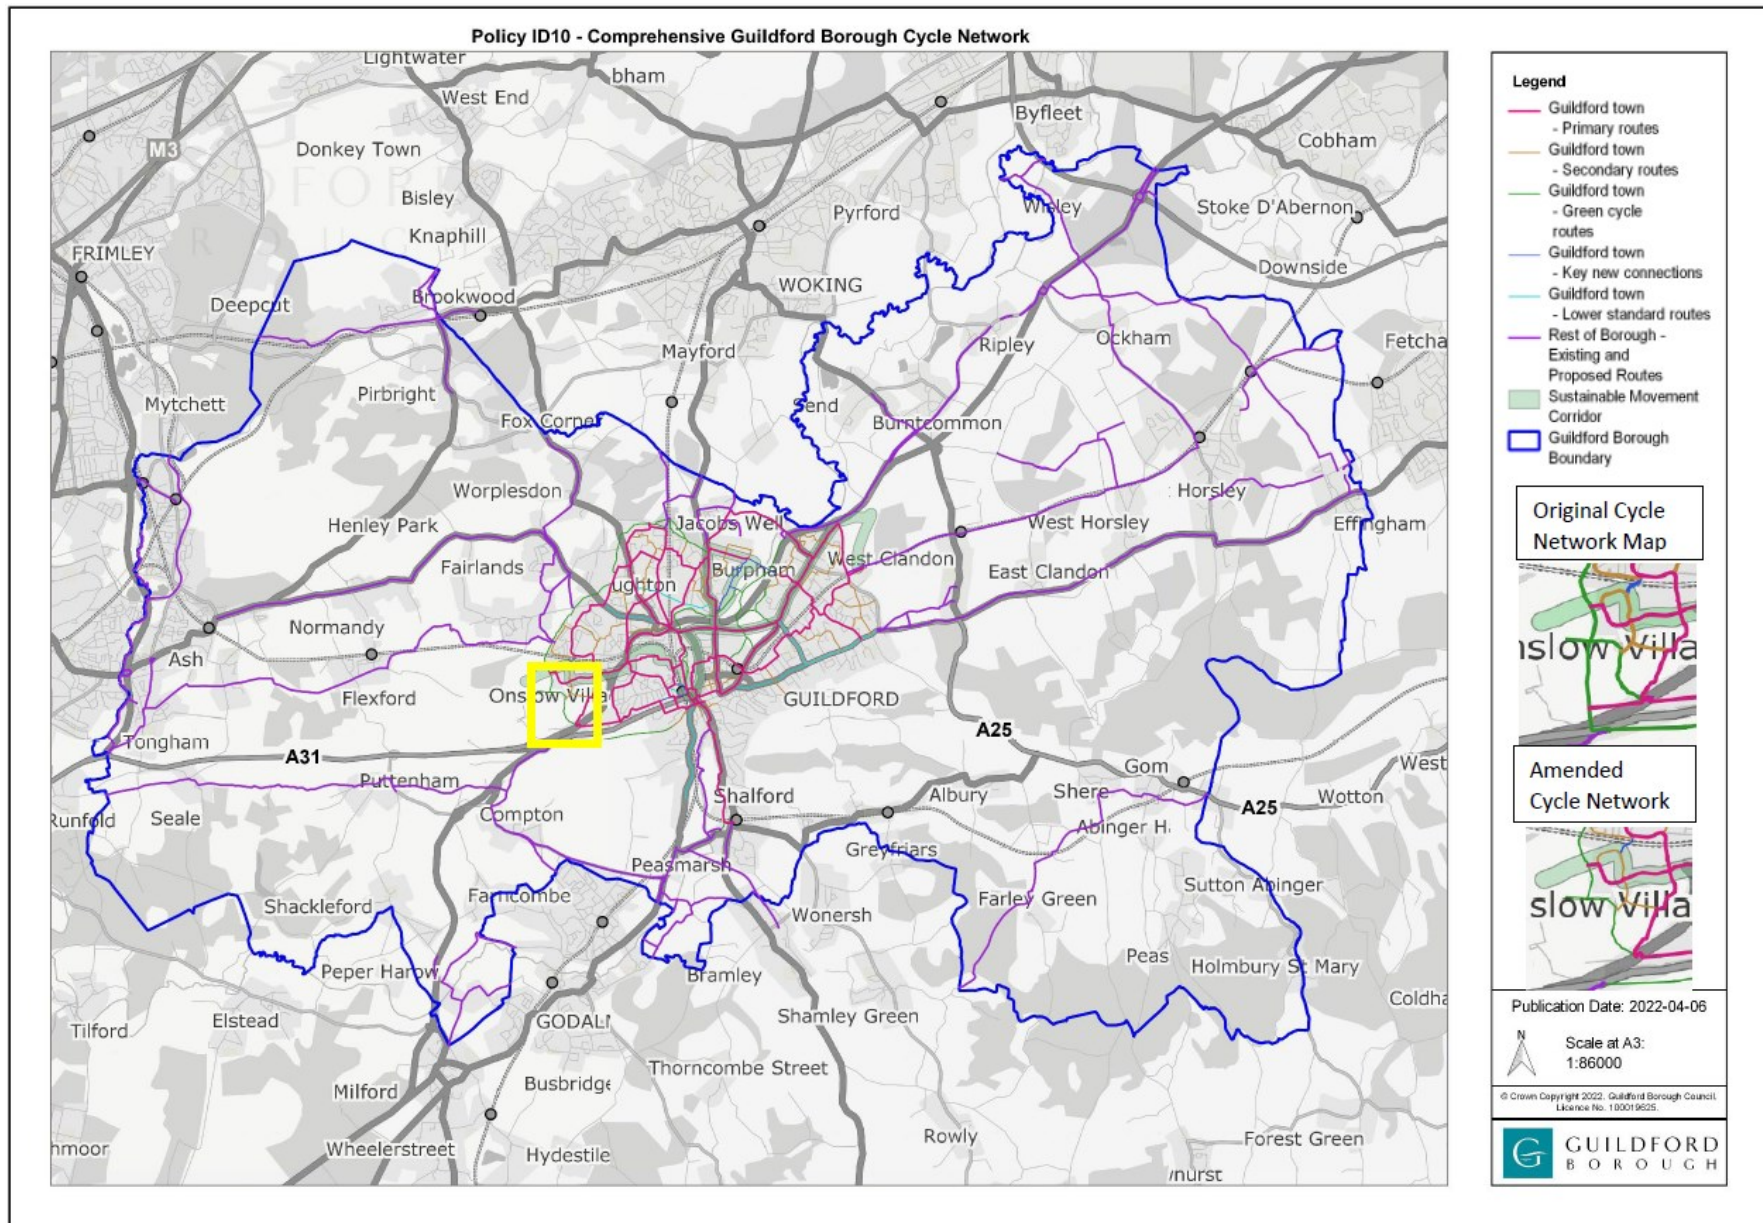 Policy ID10 - Comprehensive Guildford Borough Cycle Network
Lightwater
bham
West End
Byfleet
Cobham
M3
Donkey Town
Bisley
Pyrford
Wisley
Stoke D'Abernon
Knaphill
FRIMLEY
Downside
Deepcut
Brookwood
WOKING
Mayford
Ripley
Ockham
Fetcha
Mytchett
Pirbright
Fox Corner
Send
Burntcommon
Worplesdon
Horsley
Henley Park
Jacobs Well
West Horsley
Effingham
Fairlands
ughton
Burpham
West Clandon
East Clandon
Normandy
Ash
Flexford
Onslow Villa
GUILDFORD
Tongham
A31
A25
Puttenham
Gom
West
Runfold
Seale
Compton
Shalford
Albury
Shere
A25
Wotton
Abinger H
Greyfriars
Peasmarsh
Farncombe
Shackleford
Wonersh
Farley Green
Sutton Abinger
Peper Harow
Bramley
Peas
Holmbury St Mary
Coldha
Tilford
Elstead
GODAL
Shamley Green
Thorncombe Street
Milford
Busbridge
Wheelerstreet
Hydestile
Rowly
Forest Green
hmoor
nurst
Legend
Guildford town
- Primary routes
Guildford town
- Secondary routes
Guildford town
- Green cycle
routes
Guildford town
- Key new connections
Guildford town
- Lower standard routes
Rest of Borough -
Existing and
Proposed Routes
Sustainable Movement
Corridor
Guildford Borough
Boundary
Original Cycle
Network Map
nslow Villa
Amended
Cycle Network
slow Villa
Publication Date: 2022-04-06
N
Scale at A3:
1:86000
© Crown Copyright 2022. Guildford Borough Council.
Licence No. 100019625.
G
GUILDFORD
BOROUGH